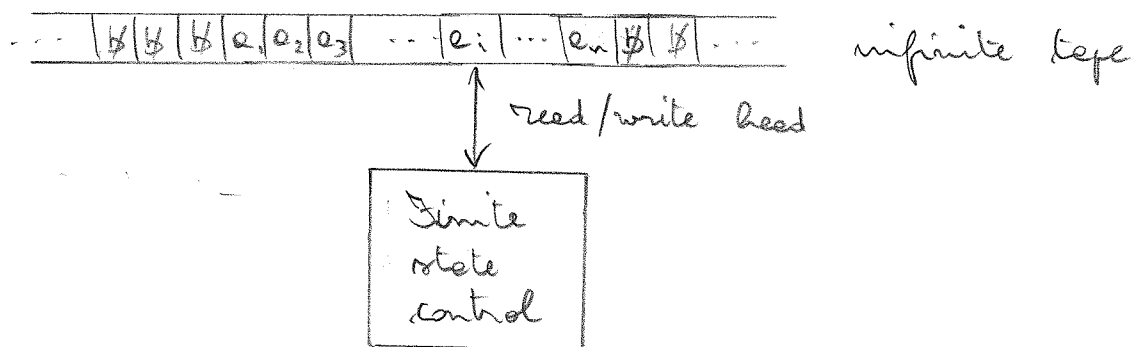 ... | ƀ | ƀ | ƀ | a₁ | a₂ | a₃ | ... | aᵢ | ... | aₙ | ƀ | ƀ | ... infinite tape
read/write head
Finite
state
control